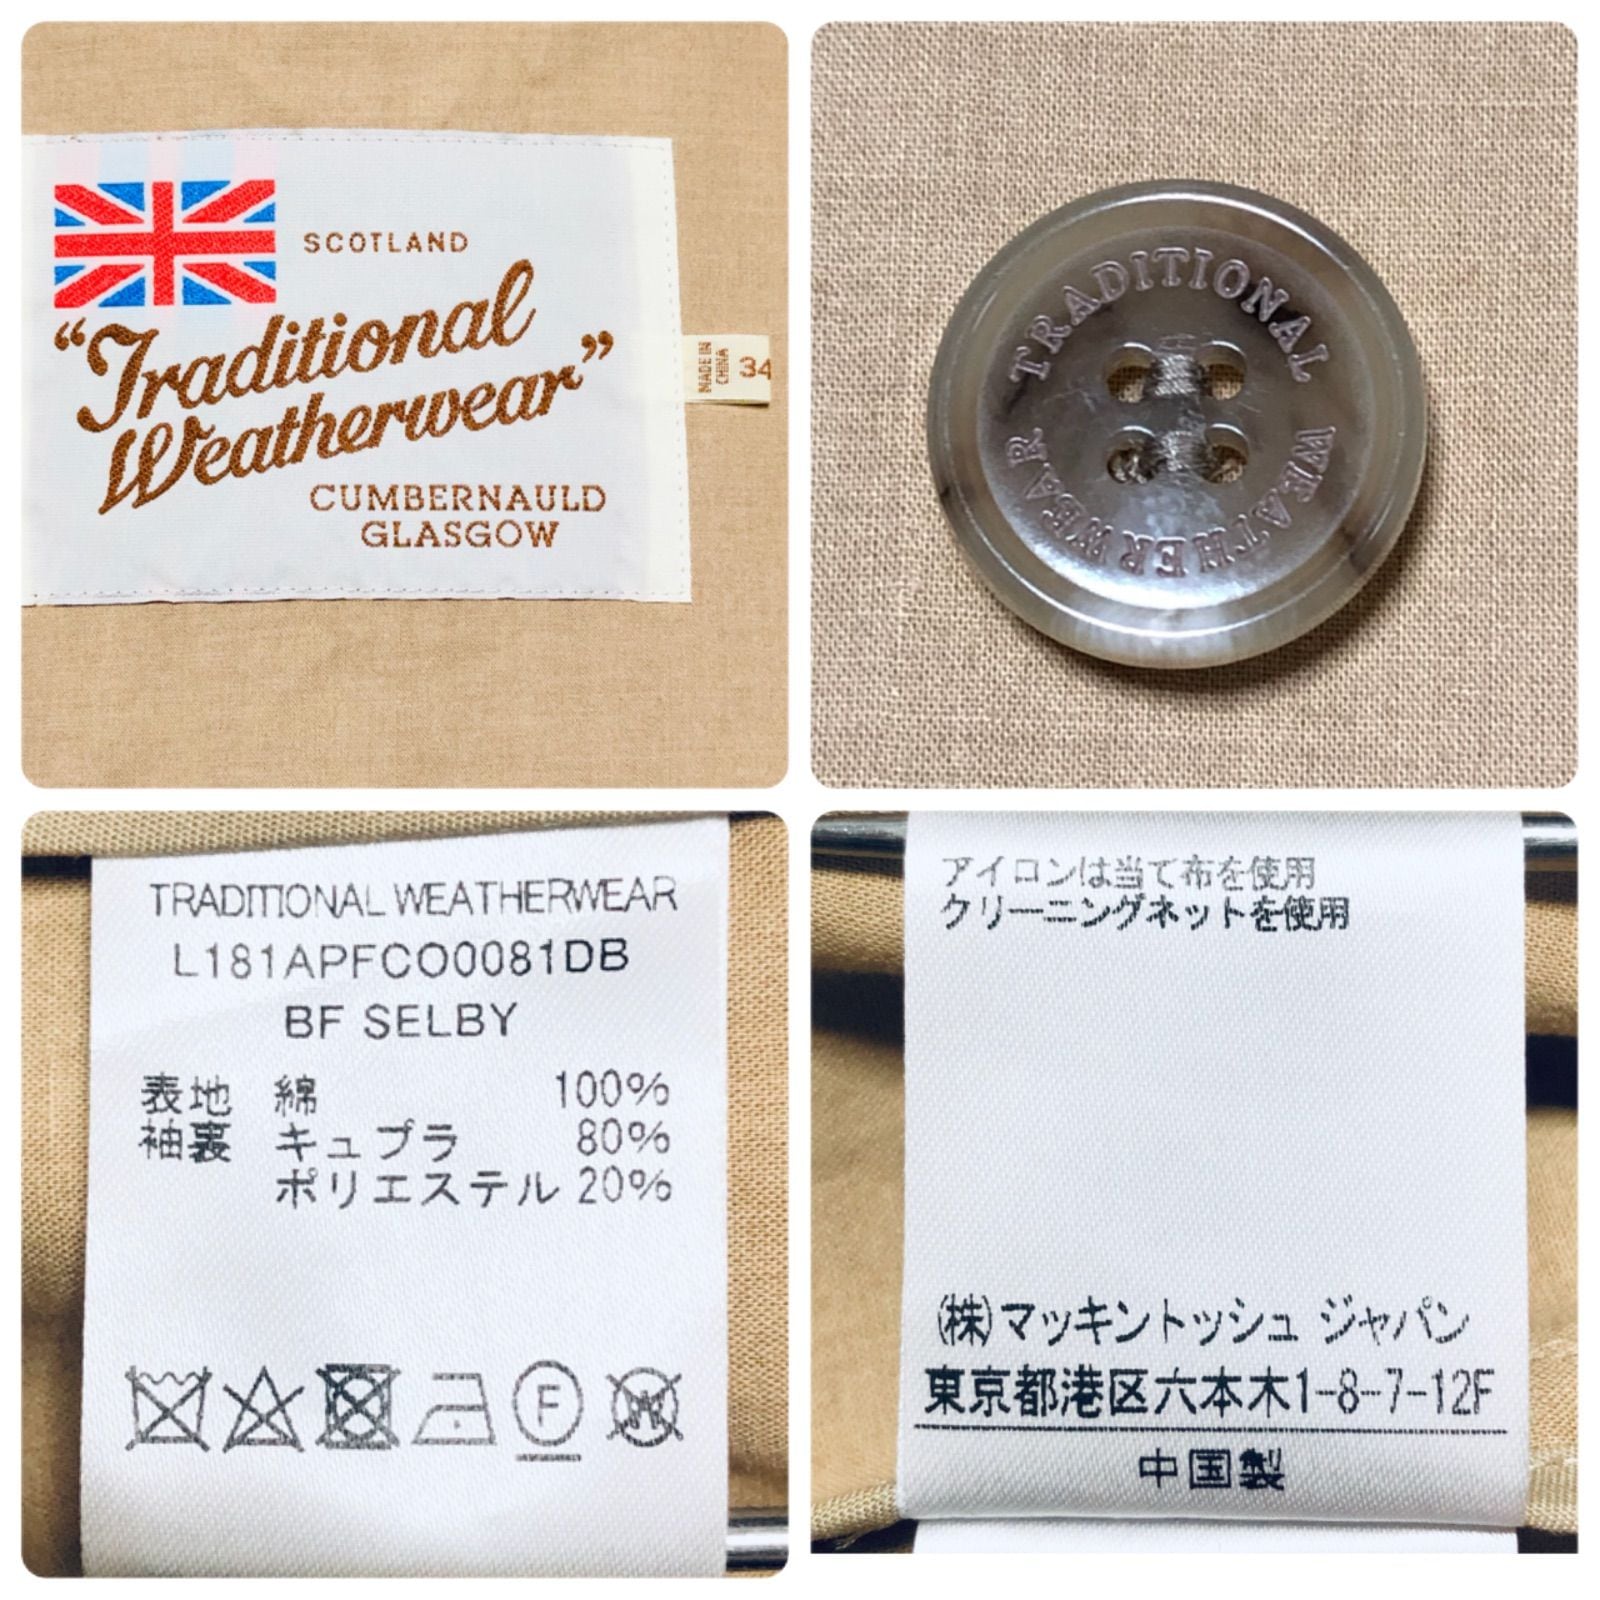 SCOTLAND
“Traditional
Weatherwear”
CUMBERNAULD
GLASGOW
MADE IN
CHINA
34
TRADITIONAL WEATHERWEAR
TRADITIONAL WEATHERWEAR
L181APFCO0081DB
BF SELBY
表地 綿 100%
袖裏 キュプラ 80%
ポリエステル 20%
F
W
アイロンは当て布を使用
クリーニングネットを使用
(株)マッキントッシュ ジャパン
東京都港区六本木1-8-7-12F
中国製